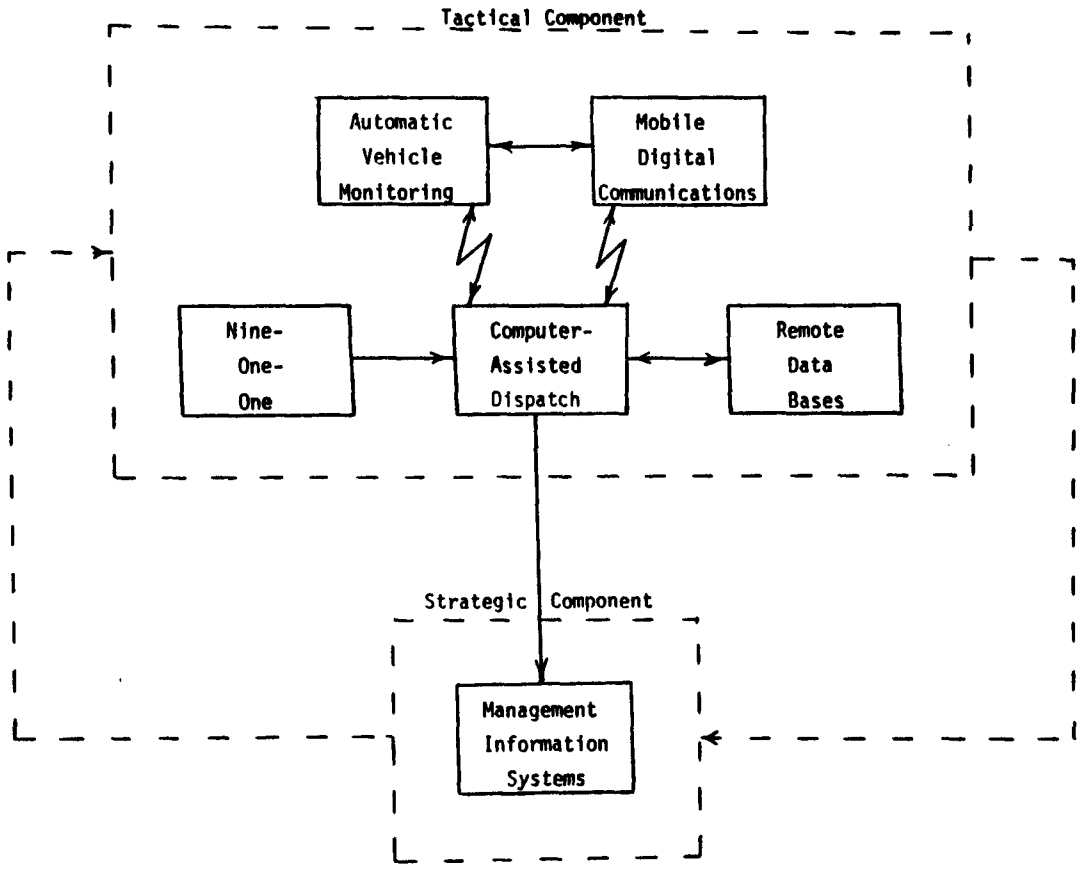 Tactical Component
Automatic
Vehicle
Monitoring
Mobile
Digital
Communications
Nine-
One-
One
Computer-
Assisted
Dispatch
Remote
Data
Bases
Strategic Component
Management
Information
Systems